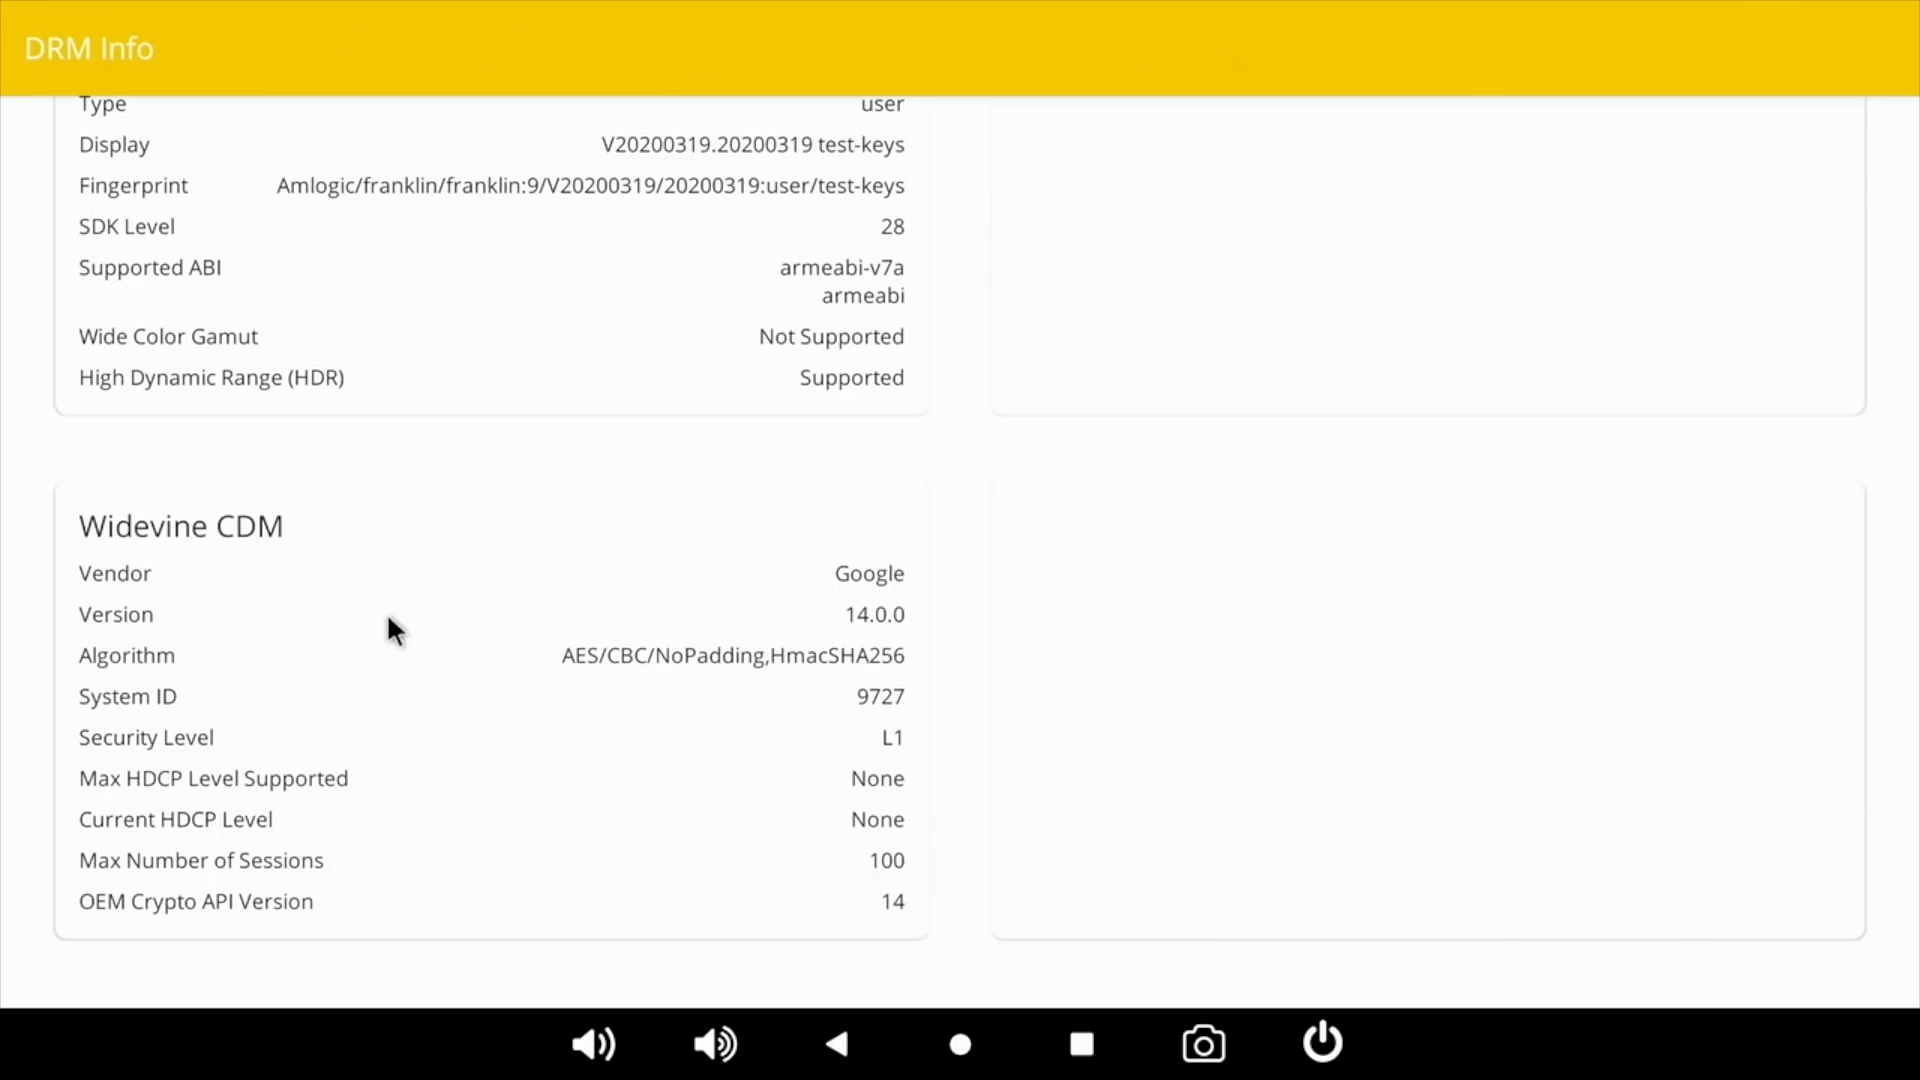 DRM Info
Type user
Display V20200319.20200319 test-keys
Fingerprint Amlogic/franklin/franklin:9/V20200319/20200319:user/test-keys
SDK Level 28
Supported ABI armeabi-v7a
armeabi
Wide Color Gamut Not Supported
High Dynamic Range (HDR) Supported
Widevine CDM
Vendor Google
Version 14.0.0
Algorithm AES/CBC/NoPadding,HmacSHA256
System ID 9727
Security Level L1
Max HDCP Level Supported None
Current HDCP Level None
Max Number of Sessions 100
OEM Crypto API Version 14